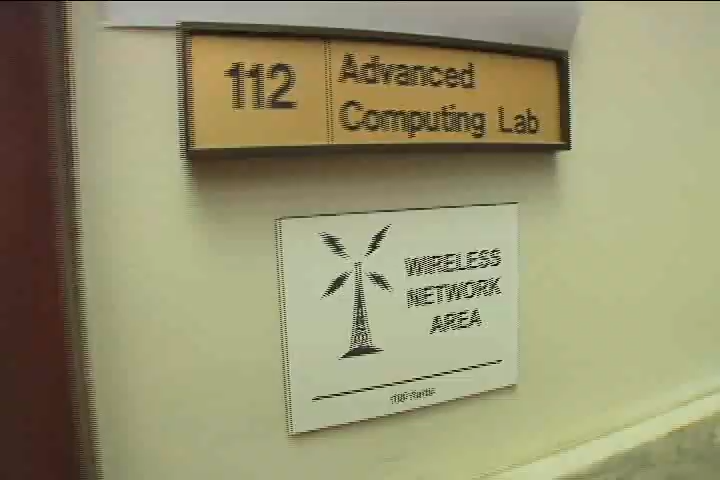 112
Advanced
Computing Lab
WIRELESS
NETWORK
AREA